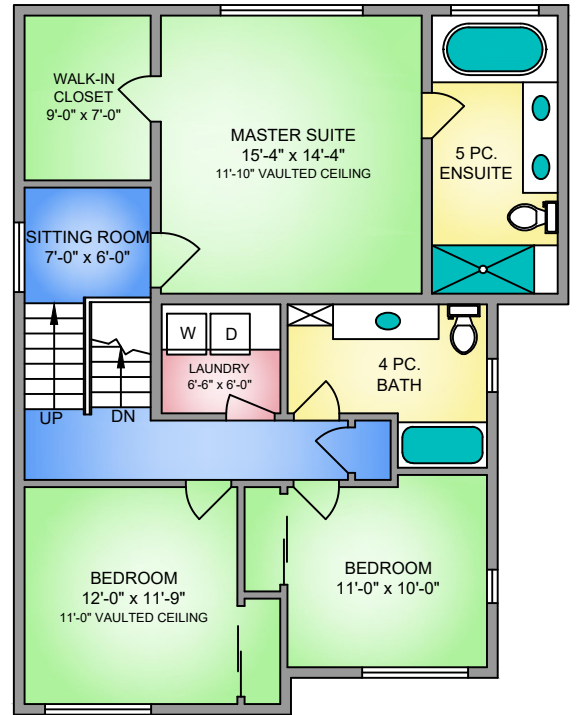 WALK-IN
CLOSET
9'-0" x 7'-0"
MASTER SUITE
15'-4" x 14'-4"
11'-10" VAULTED CEILING
5 PC.
ENSUITE
SITTING ROOM
7'-0" x 6'-0"
W D
LAUNDRY
6'-6" x 6'-0"
4 PC.
BATH
UP DN
BEDROOM
12'-0" x 11'-9"
11'-0" VAULTED CEILING
BEDROOM
11'-0" x 10'-0"